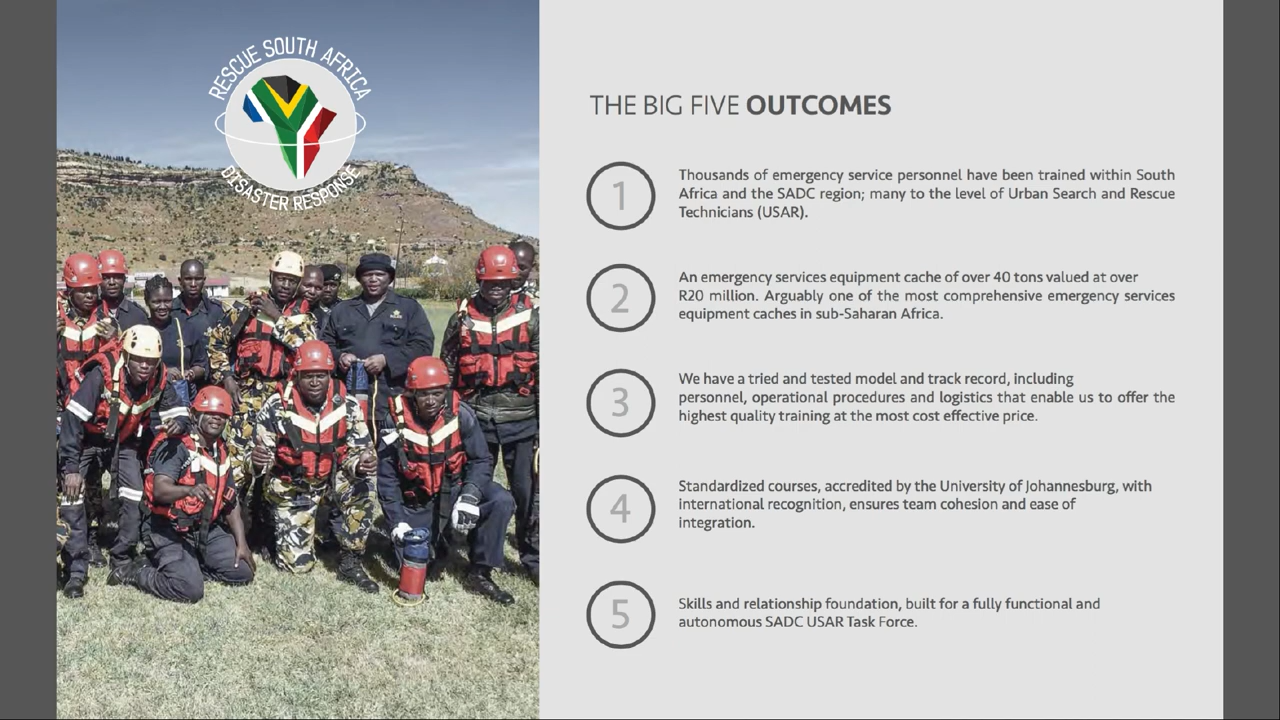 RESCUE SOUTH AFRICA
DISASTER RESPONSE
THE BIG FIVE OUTCOMES
1
Thousands of emergency service personnel have been trained within South
Africa and the SADC region; many to the level of Urban Search and Rescue
Technicians (USAR).
2
An emergency services equipment cache of over 40 tons valued at over
R20 million. Arguably one of the most comprehensive emergency services
equipment caches in sub-Saharan Africa.
3
We have a tried and tested model and track record, including
personnel, operational procedures and logistics that enable us to offer the
highest quality training at the most cost effective price.
4
Standardized courses, accredited by the University of Johannesburg, with
international recognition, ensures team cohesion and ease of
integration.
5
Skills and relationship foundation, built for a fully functional and
autonomous SADC USAR Task Force.